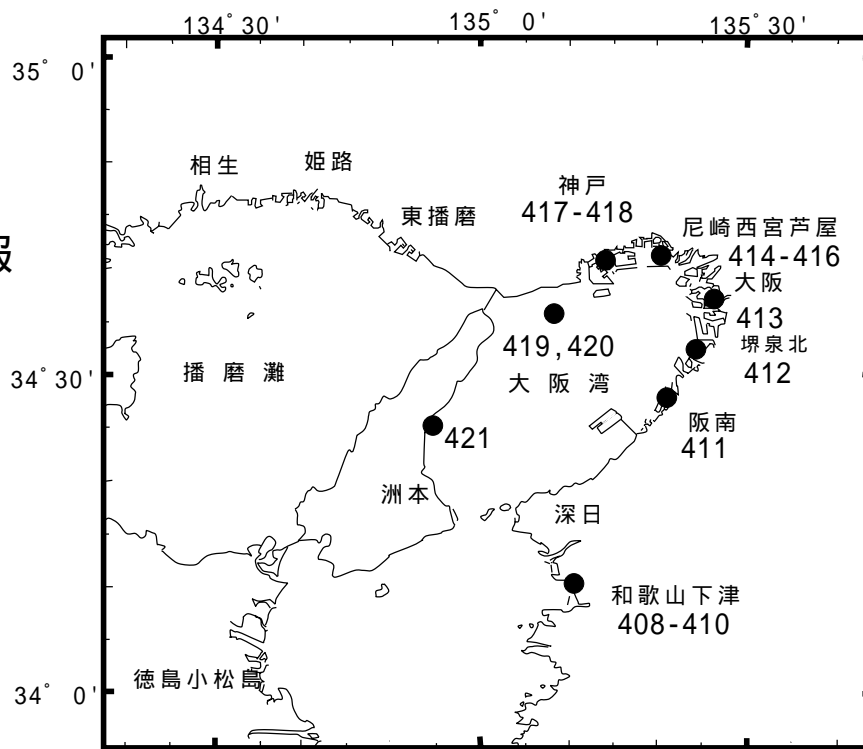 134° 30'
135° 0'
135° 30'
35° 0'
相生
姫路
神戸
417-418
東播磨
尼崎西宮芦屋
414-416
報
大阪
413
419,420
堺泉北
412
34° 30'
播磨灘
大阪湾
阪南
411
421
洲本
深日
和歌山下津
408-410
徳島小松島
34° 0'